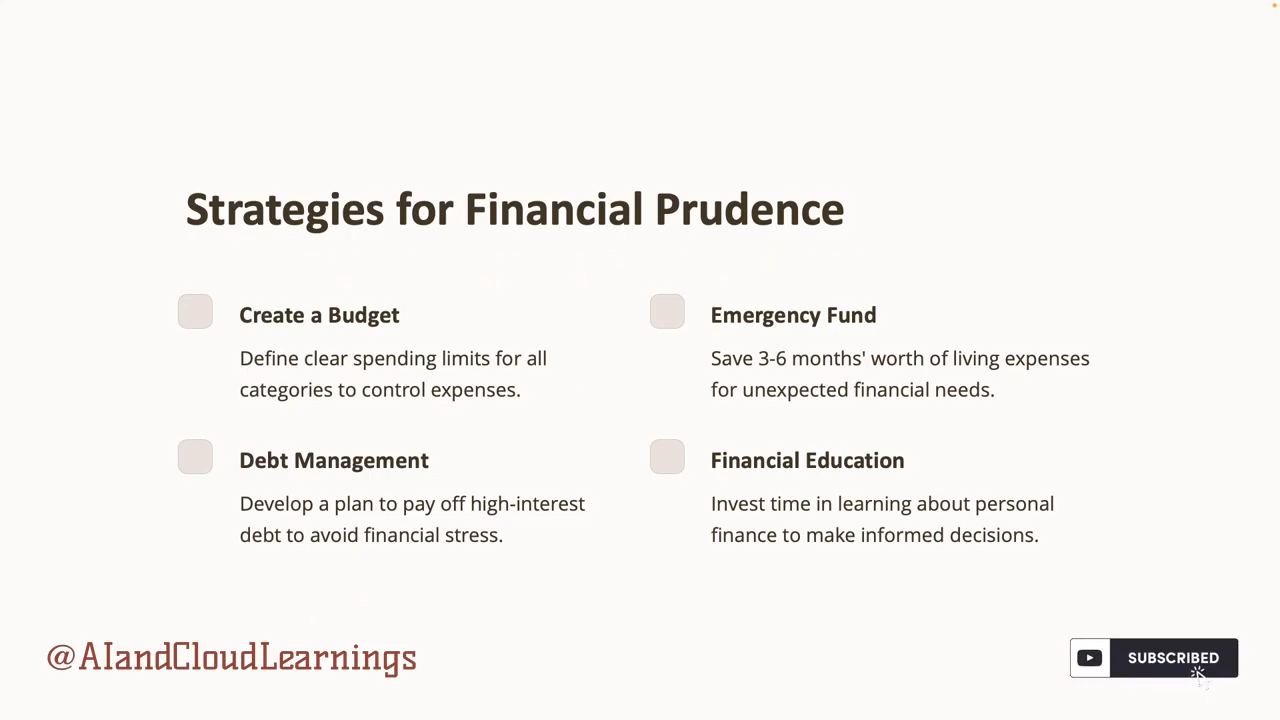 Strategies for Financial Prudence
Create a Budget
Define clear spending limits for all
categories to control expenses.
Emergency Fund
Save 3-6 months' worth of living expenses
for unexpected financial needs.
Debt Management
Develop a plan to pay off high-interest
debt to avoid financial stress.
Financial Education
Invest time in learning about personal
finance to make informed decisions.
@AIandCloudLearnings
SUBSCRIBED